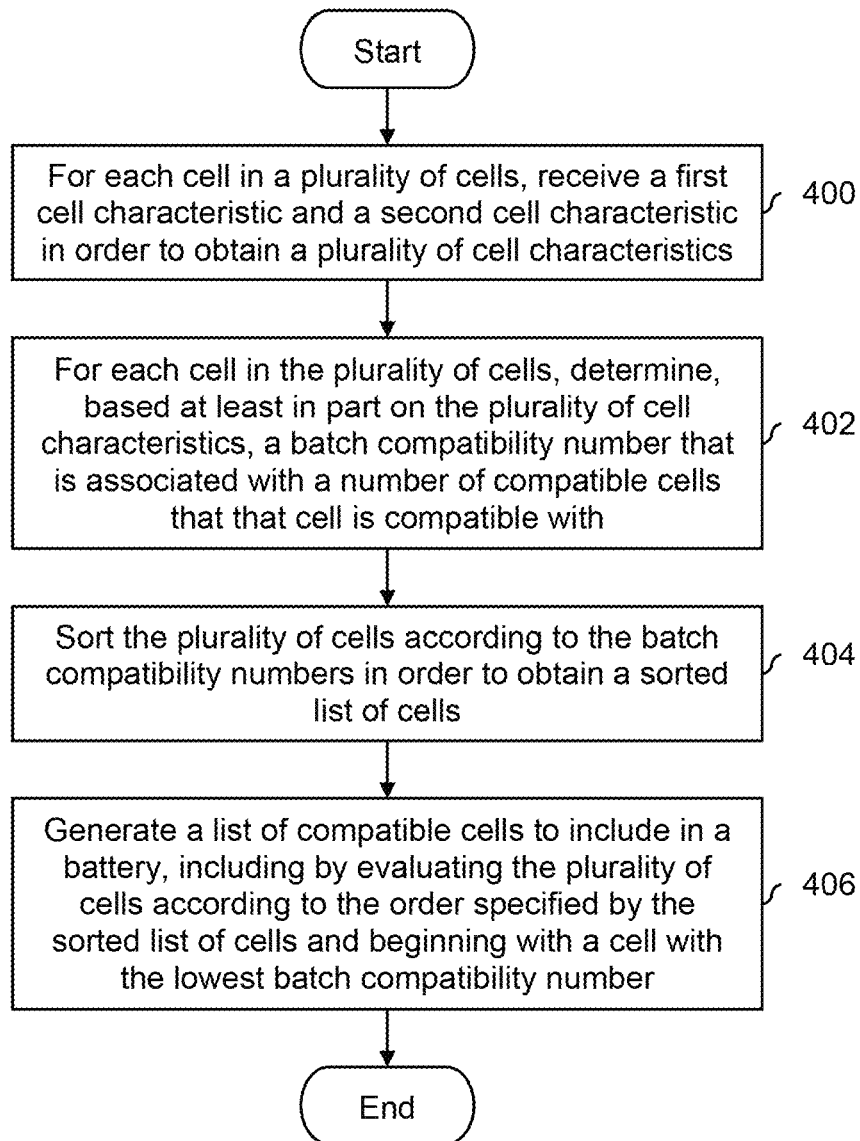 Start
For each cell in a plurality of cells, receive a first
cell characteristic and a second cell characteristic
in order to obtain a plurality of cell characteristics
400
For each cell in the plurality of cells, determine,
based at least in part on the plurality of cell
characteristics, a batch compatibility number that
is associated with a number of compatible cells
that that cell is compatible with
402
Sort the plurality of cells according to the batch
compatibility numbers in order to obtain a sorted
list of cells
404
Generate a list of compatible cells to include in a
battery, including by evaluating the plurality of
cells according to the order specified by the
sorted list of cells and beginning with a cell with
the lowest batch compatibility number
406
End